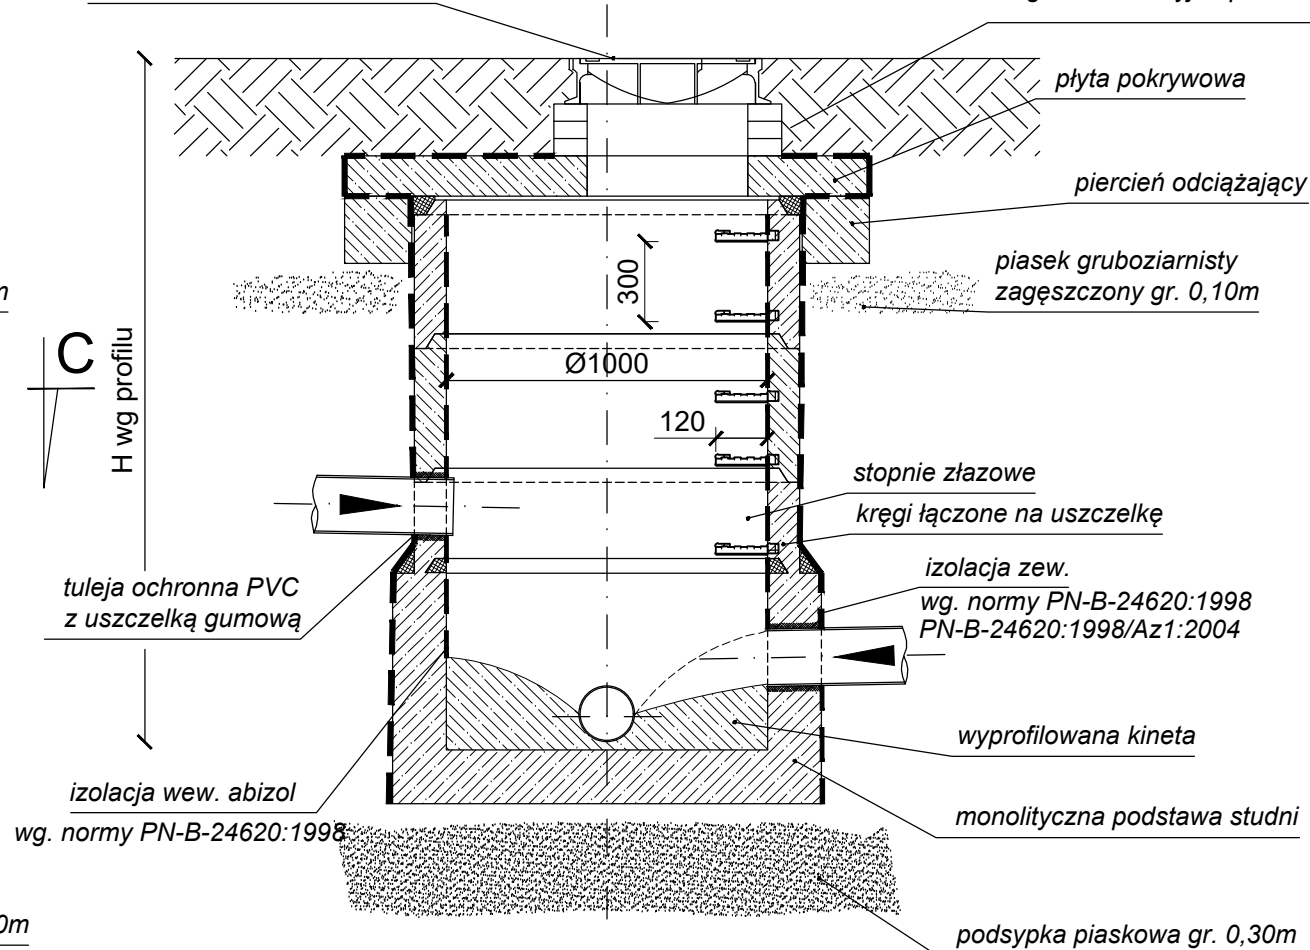 płyta pokrywowa
piercień odciążający
piasek gruboziarnisty
zagęszczony gr. 0,10m
300
C
H wg profilu
Ø1000
120
stopnie złazowe
kręgi łączone na uszczelkę
izolacja zew.
wg. normy PN-B-24620:1998
PN-B-24620:1998/Az1:2004
tuleja ochronna PVC
z uszczelką gumową
wyprofilowana kineta
izolacja wew. abizol
wg. normy PN-B-24620:1998
monolityczna podstawa studni
podsypka piaskowa gr. 0,30m